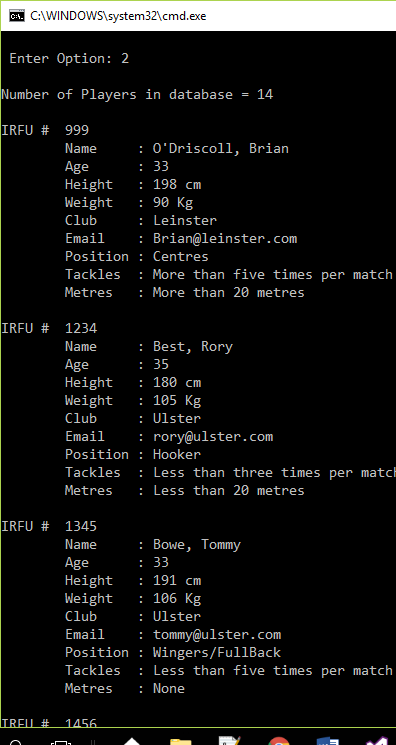 C:\WINDOWS\system32\cmd.exe
Enter Option: 2
Number of Players in database = 14
IRFU #  999
Name     : O'Driscoll, Brian
Age      : 33
Height   : 198 cm
Weight   : 90 Kg
Club     : Leinster
Email    : Brian@leinster.com
Position : Centres
Tackles  : More than five times per match
Metres   : More than 20 metres
IRFU #  1234
Name     : Best, Rory
Age      : 35
Height   : 180 cm
Weight   : 105 Kg
Club     : Ulster
Email    : rory@ulster.com
Position : Hooker
Tackles  : Less than three times per match
Metres   : Less than 20 metres
IRFU #  1345
Name     : Bowe, Tommy
Age      : 33
Height   : 191 cm
Weight   : 106 Kg
Club     : Ulster
Email    : tommy@ulster.com
Position : Wingers/FullBack
Tackles  : Less than five times per match
Metres   : None
IRFU #  1456